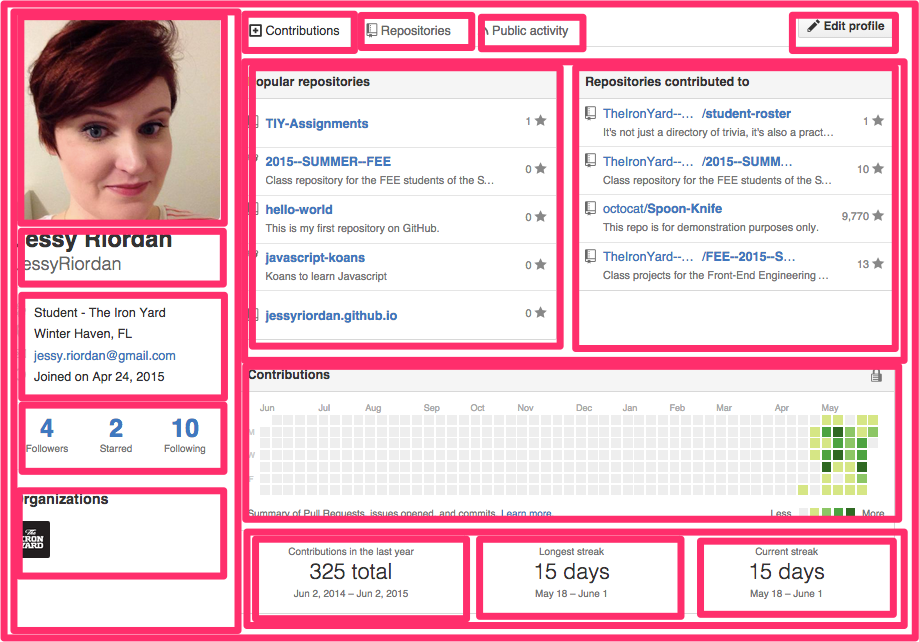 Contributions
Repositories
Public activity
Edit profile
Jessy Riordan
JessyRiordan
Student - The Iron Yard
Winter Haven, FL
jessy.riordan@gmail.com
Joined on Apr 24, 2015
4 2 10
Followers Starred Following
Organizations
The
IRON
YARD
Popular repositories
TIY-Assignments 1
2015--SUMMER--FEE 0
Class repository for the FEE students of the S...
hello-world 0
This is my first repository on GitHub.
javascript-koans 0
Koans to learn Javascript
jessyriordan.github.io 0
Repositories contributed to
TheIronYard--... /student-roster 1
It's not just a directory of trivia, it's also a pract...
TheIronYard--... /2015--SUMM... 10
Class repository for the FEE students of the S...
octocat/Spoon-Knife 9,770
This repo is for demonstration purposes only.
TheIronYard--... /FEE--2015--S... 13
Class projects for the Front-End Engineering ...
Contributions
Jun Jul Aug Sep Oct Nov Dec Jan Feb Mar Apr May
M
W
F
Summary of Pull Requests, issues opened, and commits. Learn more Less More
Contributions in the last year
325 total
Jun 2, 2014 – Jun 2, 2015
Longest streak
15 days
May 18 – June 1
Current streak
15 days
May 18 – June 1